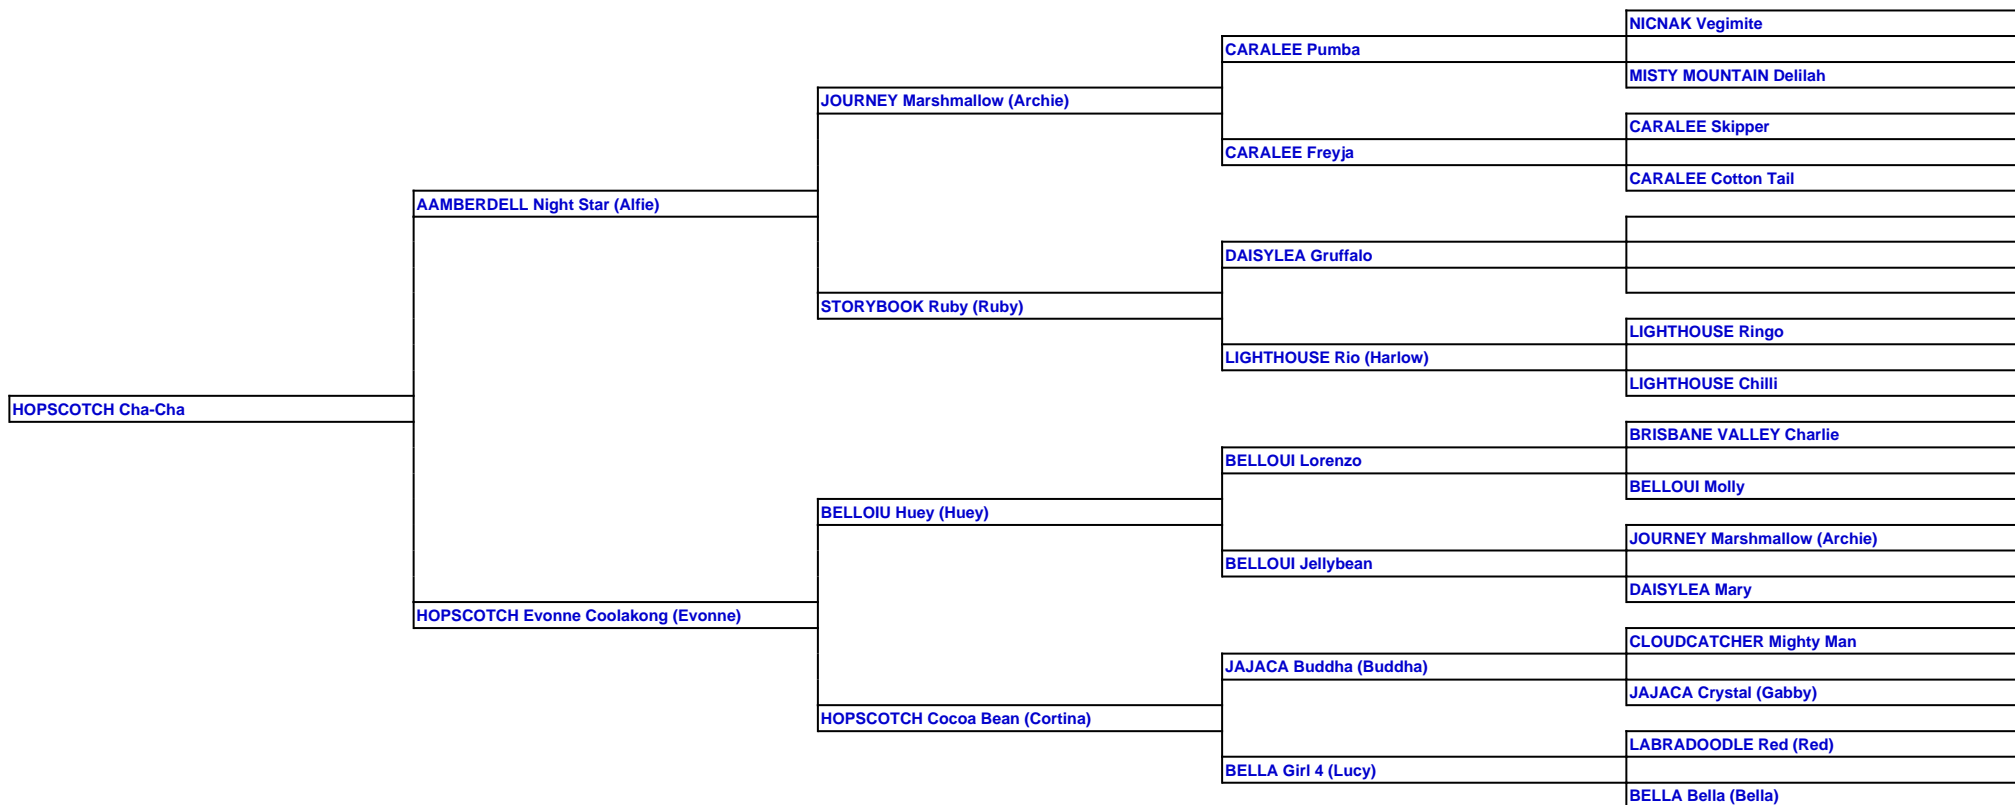 NICNAK Vegimite
CARALEE Pumba
MISTY MOUNTAIN Delilah
JOURNEY Marshmallow (Archie)
CARALEE Skipper
CARALEE Freyja
CARALEE Cotton Tail
AAMBERDELL Night Star (Alfie)
DAISYLEA Gruffalo
STORYBOOK Ruby (Ruby)
LIGHTHOUSE Ringo
LIGHTHOUSE Rio (Harlow)
LIGHTHOUSE Chilli
HOPSCOTCH Cha-Cha
BRISBANE VALLEY Charlie
BELLOUI Lorenzo
BELLOUI Molly
BELLOIU Huey (Huey)
JOURNEY Marshmallow (Archie)
BELLOUI Jellybean
DAISYLEA Mary
HOPSCOTCH Evonne Coolakong (Evonne)
CLOUDCATCHER Mighty Man
JAJACA Buddha (Buddha)
JAJACA Crystal (Gabby)
HOPSCOTCH Cocoa Bean (Cortina)
LABRADOODLE Red (Red)
BELLA Girl 4 (Lucy)
BELLA Bella (Bella)